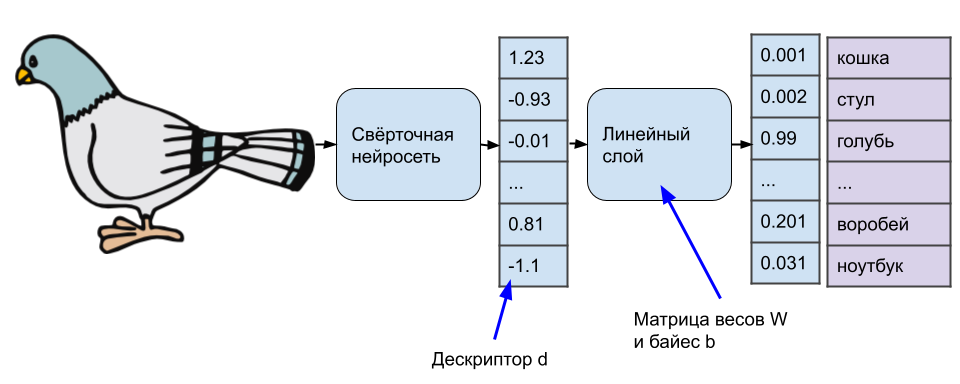 Свёрточная
нейросеть
1.23
-0.93
-0.01
...
0.81
-1.1
Линейный
слой
0.001 кошка
0.002 стул
0.99 голубь
... ...
0.201 воробей
0.031 ноутбук
Дескриптор d
Матрица весов W
и байес b